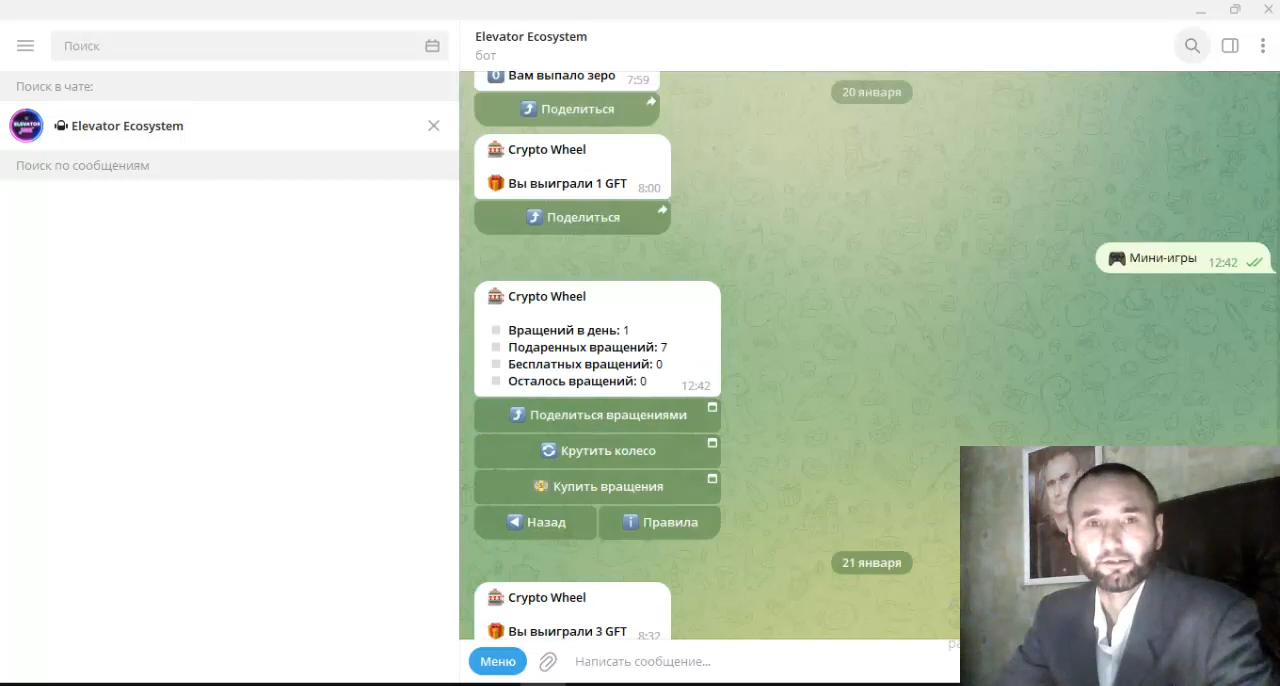 Поиск
Поиск в чате:
Elevator Ecosystem
Поиск по сообщениям
Elevator Ecosystem
бот
Вам выпало зеро 7:59
Поделиться
20 января
Crypto Wheel
Вы выиграли 1 GFT 8:00
Поделиться
Мини-игры 12:42
Crypto Wheel
Вращений в день: 1
Подаренных вращений: 7
Бесплатных вращений: 0
Осталось вращений: 0 12:42
Поделиться вращениями
Крутить колесо
Купить вращения
Назад
Правила
21 января
Crypto Wheel
Вы выиграли 3 GFT 8:32
Меню
Написать сообщение...